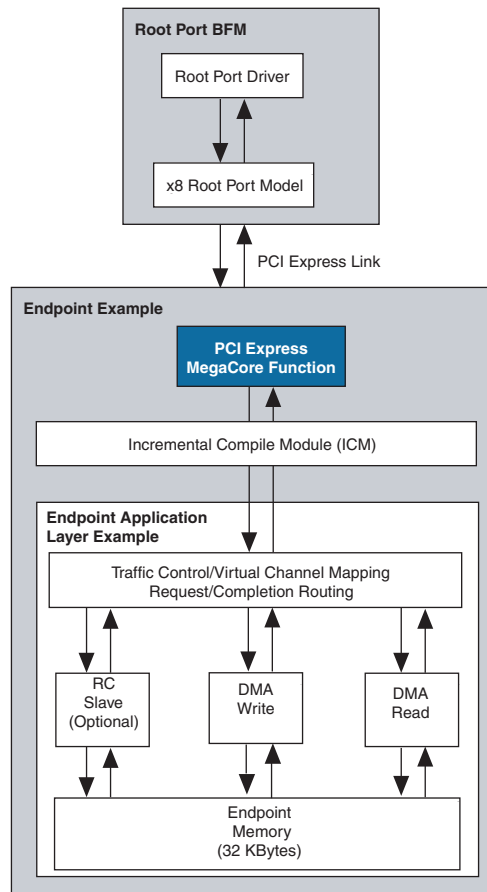 Root Port BFM
Root Port Driver
x8 Root Port Model
PCI Express Link
Endpoint Example
PCI Express
MegaCore Function
Incremental Compile Module (ICM)
Endpoint Application
Layer Example
Traffic Control/Virtual Channel Mapping
Request/Completion Routing
RC
Slave
(Optional)
DMA
Write
DMA
Read
Endpoint
Memory
(32 KBytes)